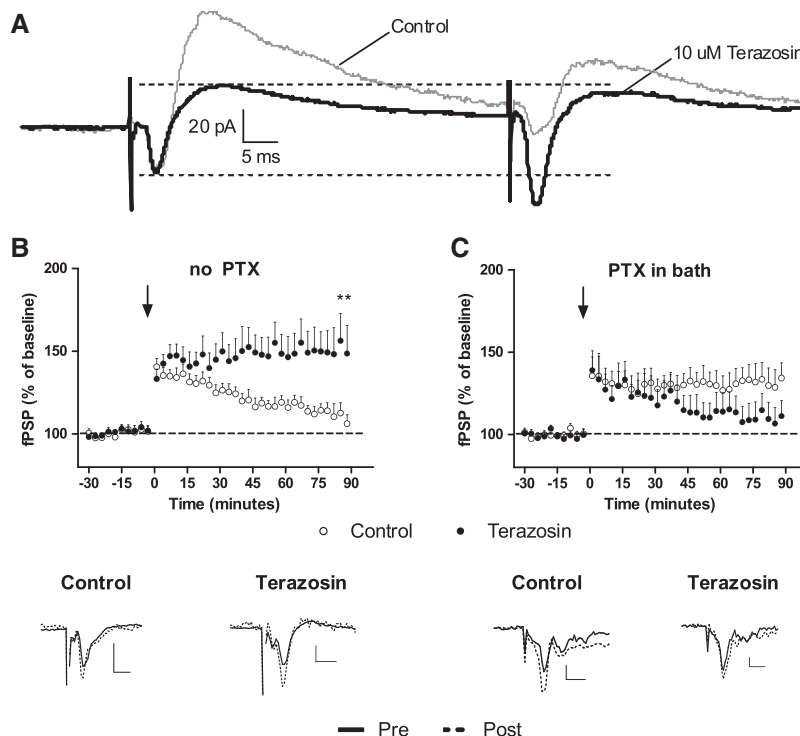 A
Control
10 uM Terazosin
20 pA
5 ms
B
no PTX
**
fPSP (% of baseline)
200
150
100
-30 -15 0 15 30 45 60 75 90
Time (minutes)
C
PTX in bath
fPSP (% of baseline)
200
150
100
-30 -15 0 15 30 45 60 75 90
Time (minutes)
Control Terazosin
Control Terazosin Control Terazosin
Pre Post